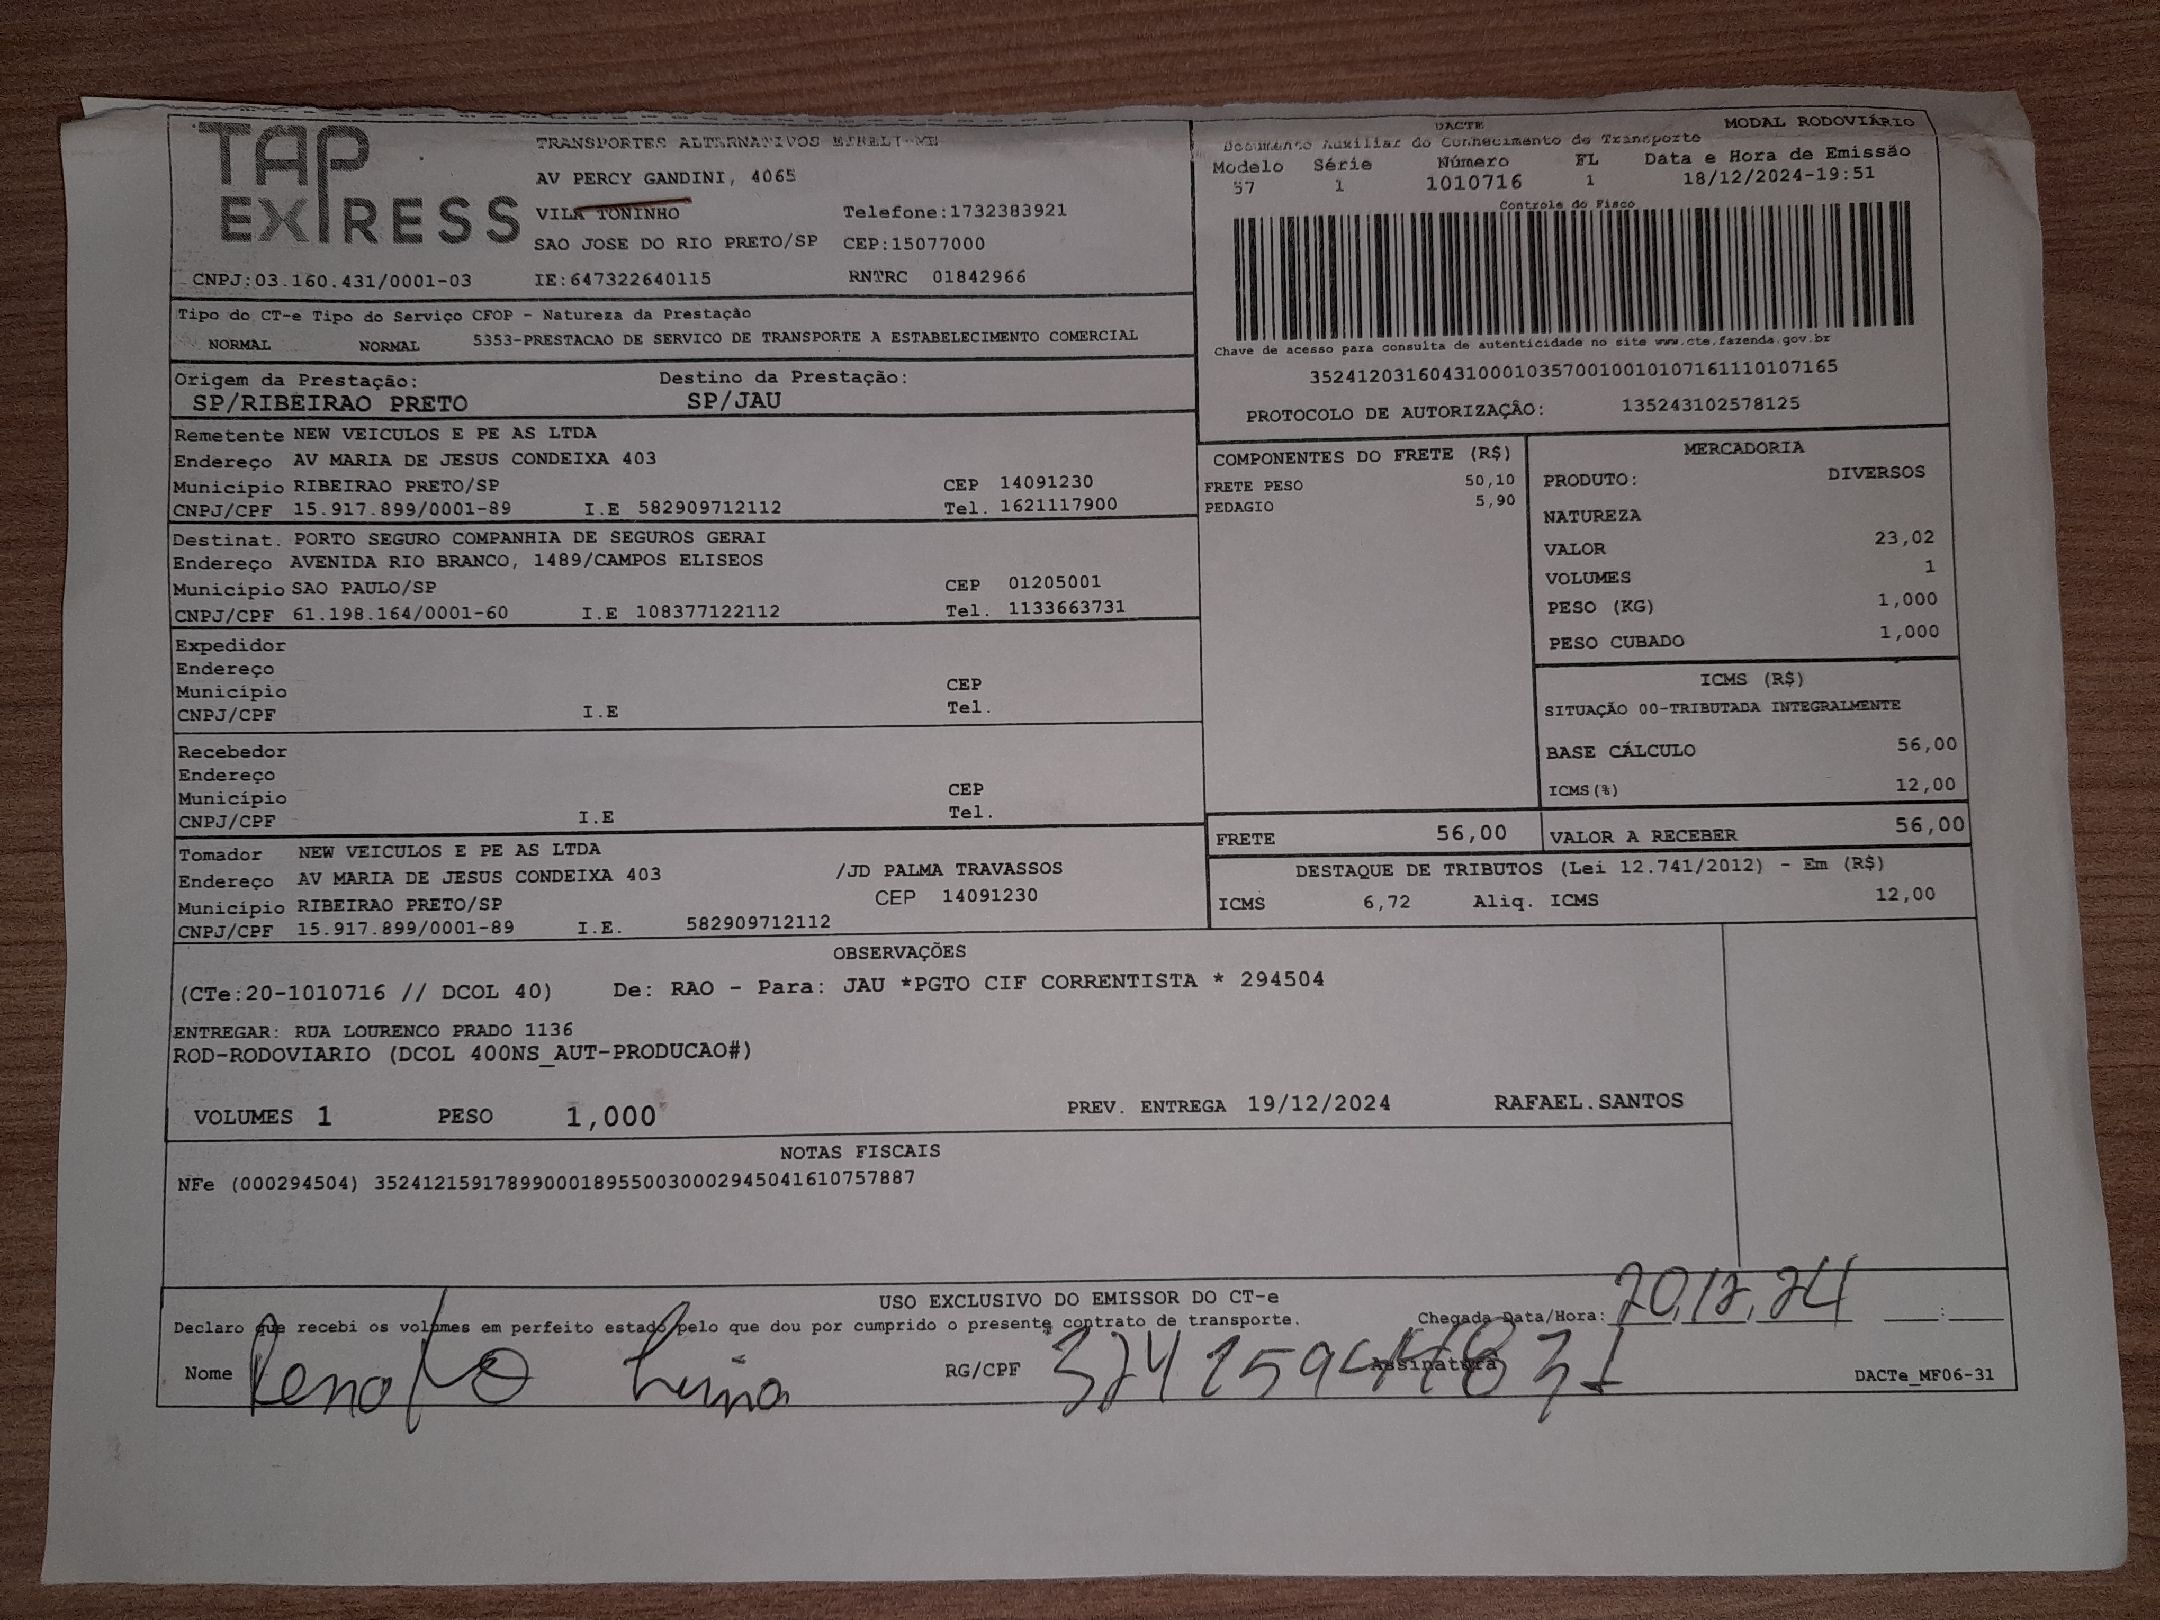 TAP EXPRESS
TRANSPORTES ALTERNATIVOS EIRELI-ME
AV PERCY GANDINI, 4065
VILA TONINHO Telefone:1732383921
SAO JOSE DO RIO PRETO/SP CEP:15077000
CNPJ:03.160.431/0001-03 IE:647322640115 RNTRC 01842966
DACTE MODAL RODOVIÁRIO
Documento Auxiliar do Conhecimento de Transporte
Modelo Série Número FL Data e Hora de Emissão
57 1 1010716 1 18/12/2024-19:51
Controle do Fisco
Chave de acesso para consulta de autenticidade no site www.cte.fazenda.gov.br
35241203160431000103570010010107161110107165
PROTOCOLO DE AUTORIZAÇÃO: 135243102578125
Tipo do CT-e Tipo do Serviço CFOP - Natureza da Prestação
NORMAL NORMAL 5353-PRESTACAO DE SERVICO DE TRANSPORTE A ESTABELECIMENTO COMERCIAL
Origem da Prestação: Destino da Prestação:
SP/RIBEIRAO PRETO SP/JAU
Remetente NEW VEICULOS E PE AS LTDA
Endereço AV MARIA DE JESUS CONDEIXA 403
Município RIBEIRAO PRETO/SP CEP 14091230
CNPJ/CPF 15.917.899/0001-89 I.E 582909712112 Tel. 1621117900
Destinat. PORTO SEGURO COMPANHIA DE SEGUROS GERAI
Endereço AVENIDA RIO BRANCO, 1489/CAMPOS ELISEOS
Município SAO PAULO/SP CEP 01205001
CNPJ/CPF 61.198.164/0001-60 I.E 108377122112 Tel. 1133663731
Expedidor
Endereço
Município CEP
CNPJ/CPF I.E Tel.
Recebedor
Endereço
Município CEP
CNPJ/CPF I.E Tel.
Tomador NEW VEICULOS E PE AS LTDA
Endereço AV MARIA DE JESUS CONDEIXA 403 /JD PALMA TRAVASSOS
Município RIBEIRAO PRETO/SP CEP 14091230
CNPJ/CPF 15.917.899/0001-89 I.E. 582909712112
COMPONENTES DO FRETE (R$)
FRETE PESO 50,10
PEDAGIO 5,90
MERCADORIA
PRODUTO: DIVERSOS
NATUREZA
VALOR 23,02
VOLUMES 1
PESO (KG) 1,000
PESO CUBADO 1,000
ICMS (R$)
SITUAÇÃO 00-TRIBUTADA INTEGRALMENTE
BASE CÁLCULO 56,00
ICMS(%) 12,00
FRETE 56,00 VALOR A RECEBER 56,00
DESTAQUE DE TRIBUTOS (Lei 12.741/2012) - Em (R$)
ICMS 6,72 Aliq. ICMS 12,00
OBSERVAÇÕES
(CTe:20-1010716 // DCOL 40) De: RAO - Para: JAU *PGTO CIF CORRENTISTA * 294504
ENTREGAR: RUA LOURENCO PRADO 1136
ROD-RODOVIARIO (DCOL 400NS_AUT-PRODUCAO#)
VOLUMES 1 PESO 1,000 PREV. ENTREGA 19/12/2024 RAFAEL.SANTOS
NOTAS FISCAIS
NFe (000294504) 35241215917899000189550030002945041610757887
USO EXCLUSIVO DO EMISSOR DO CT-e
Declaro que recebi os volumes em perfeito estado pelo que dou por cumprido o presente contrato de transporte. Chegada Data/Hora: 20,12,24 :
Nome Renato Lima RG/CPF Assinatura DACTe_MF06-31